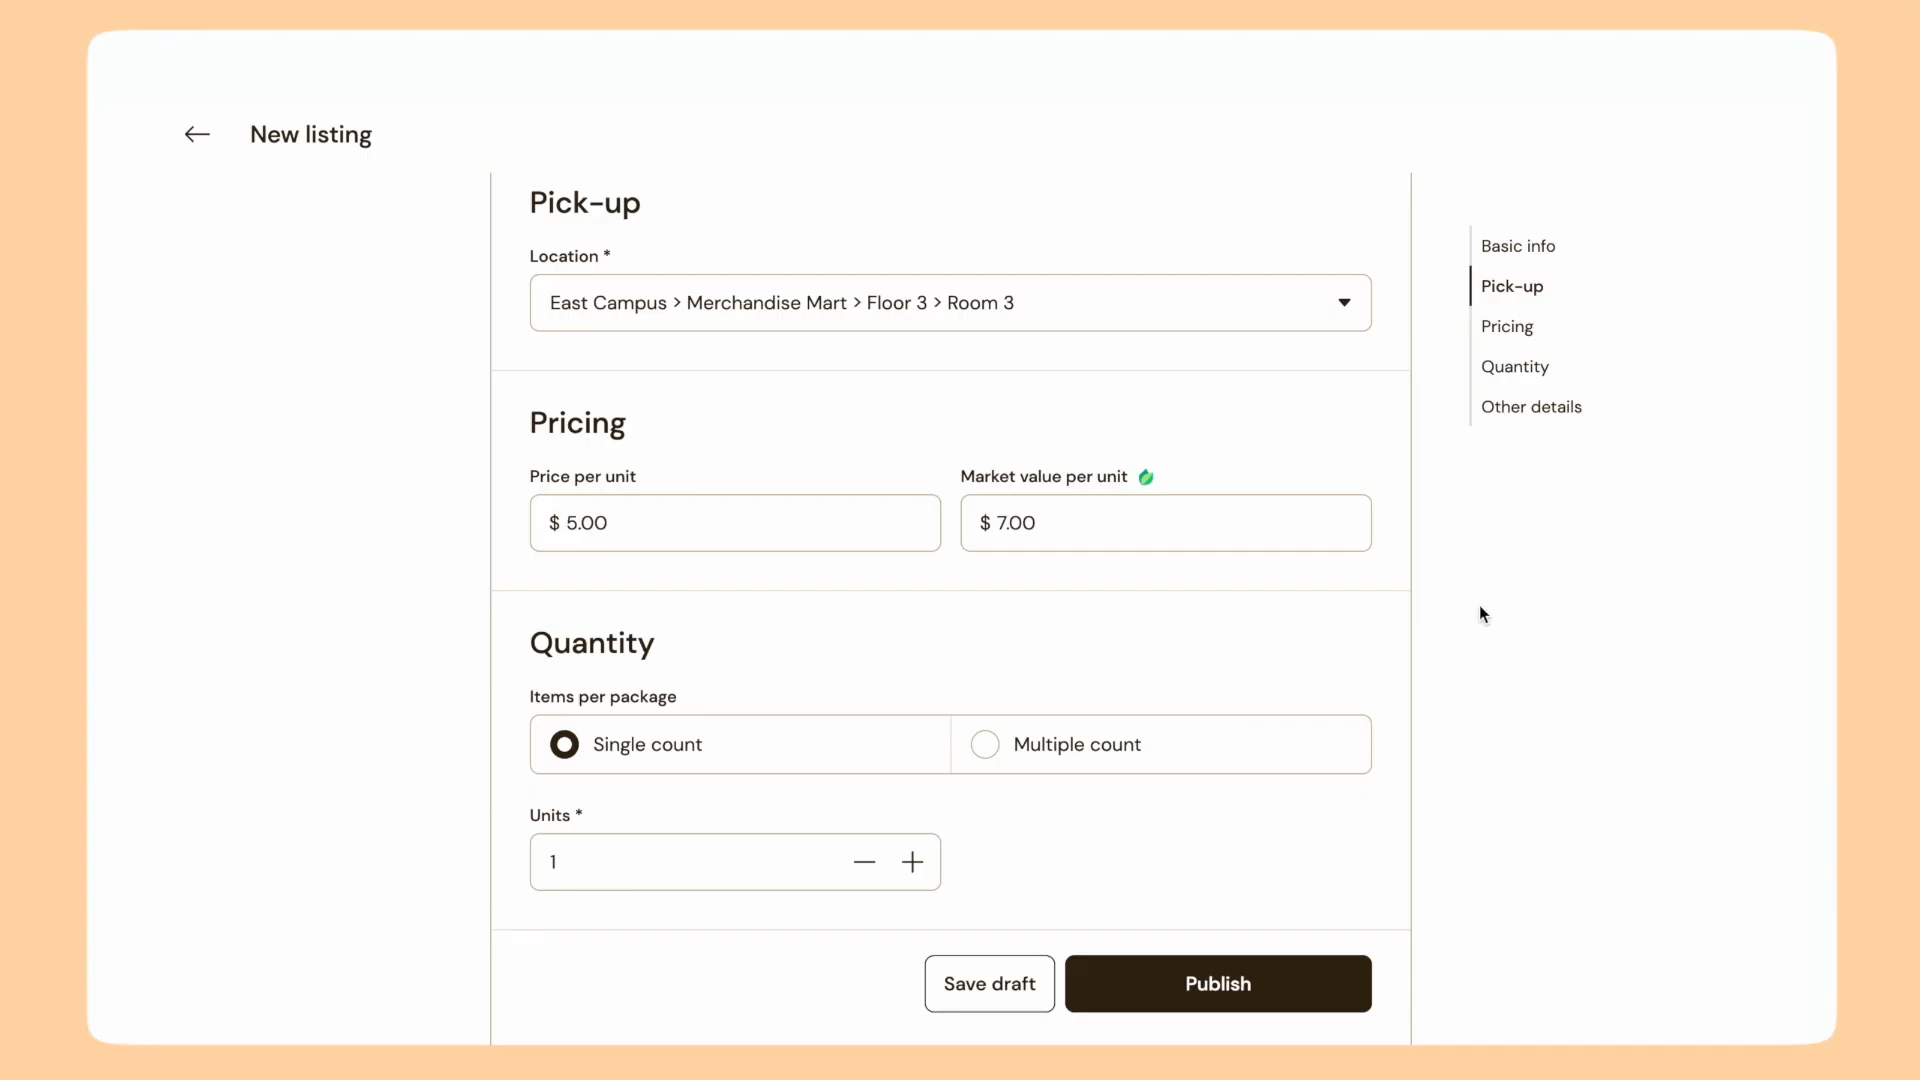 New listing
Pick-up
Location *
East Campus > Merchandise Mart > Floor 3 > Room 3
Pricing
Price per unit
Market value per unit
$ 5.00
$ 7.00
Quantity
Items per package
Single count
Multiple count
Units *
1
Save draft
Publish
Basic info
Pick-up
Pricing
Quantity
Other details